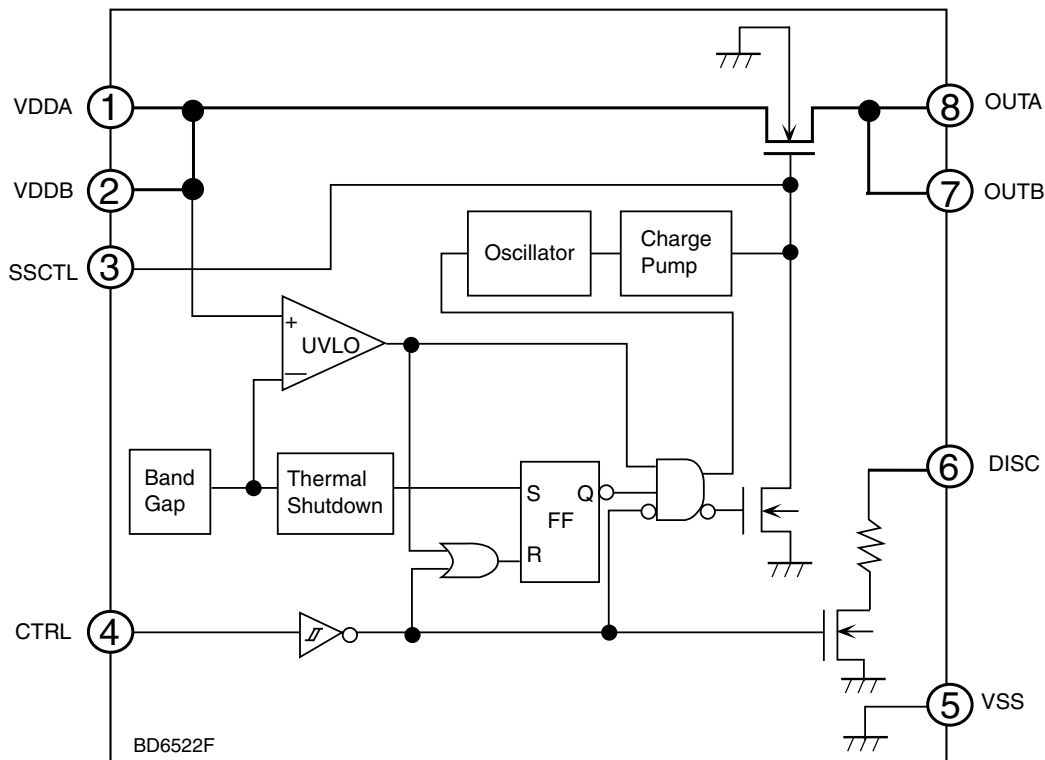 VDDA
1
8
OUTA
VDDB
2
7
OUTB
SSCTL
3
Oscillator
Charge
Pump
+
UVLO
—
Band
Gap
Thermal
Shutdown
S
Q
FF
R
6
DISC
CTRL
4
5
VSS
BD6522F